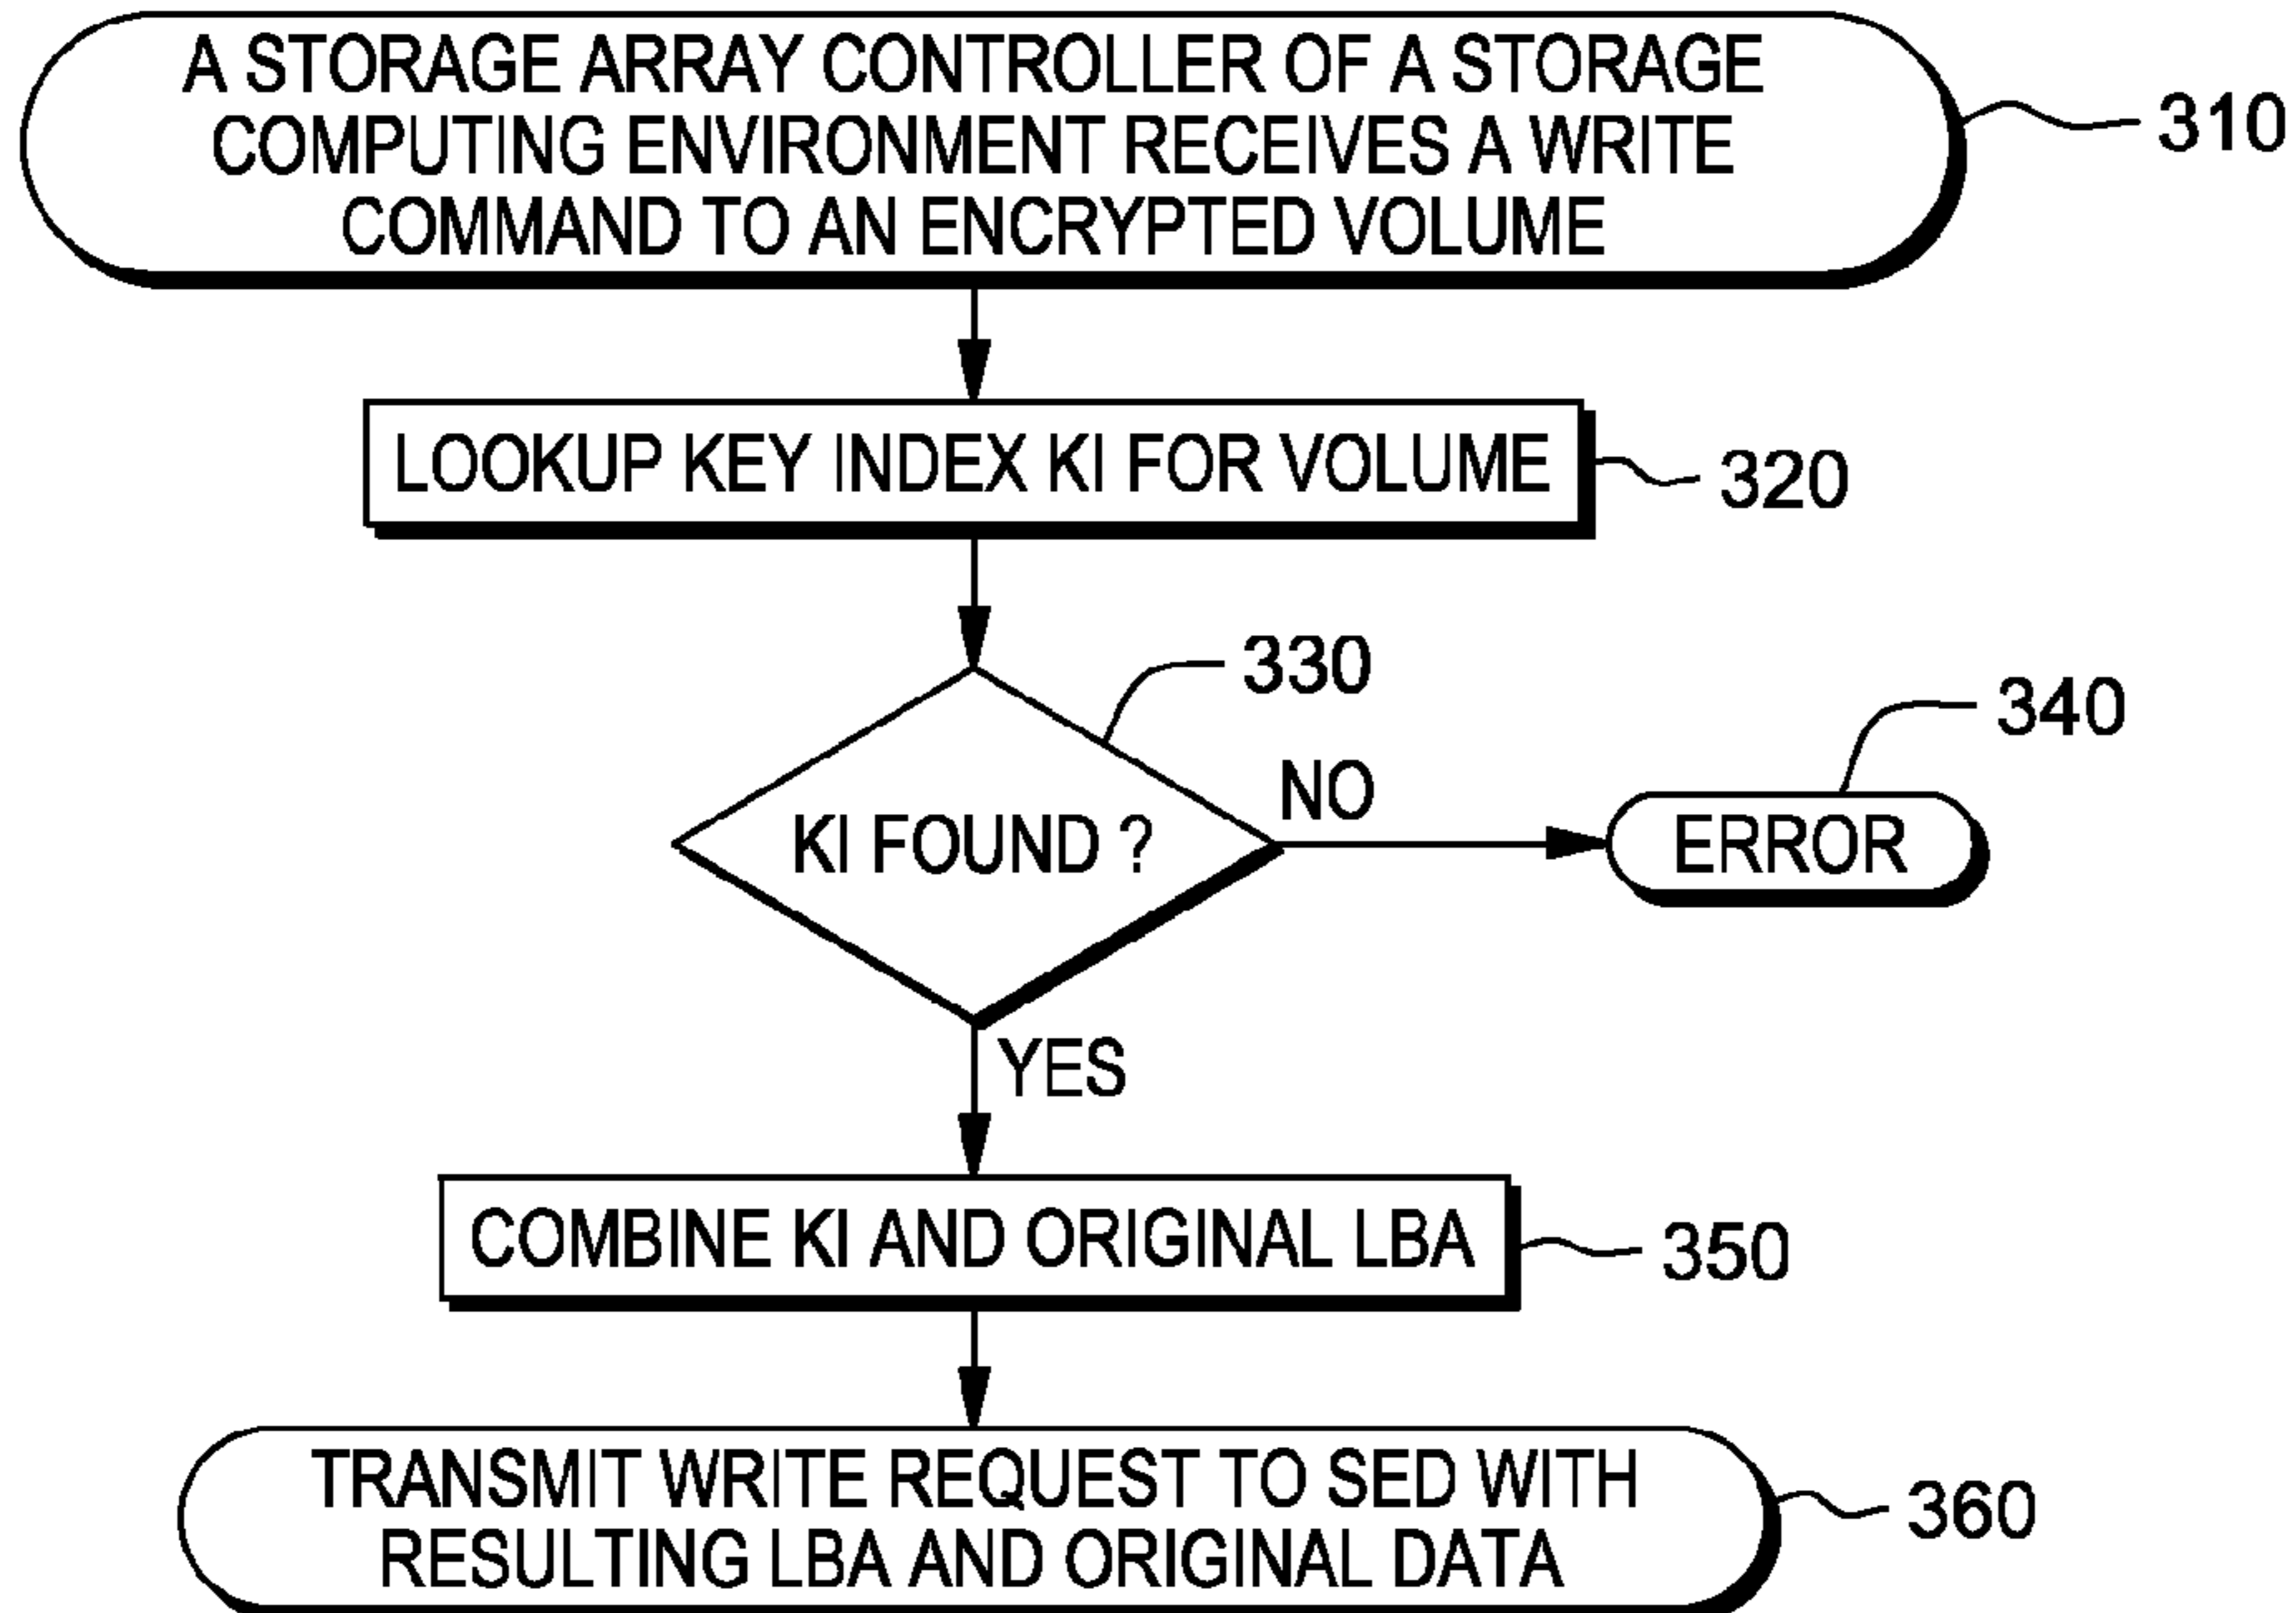 A STORAGE ARRAY CONTROLLER OF A STORAGE
COMPUTING ENVIRONMENT RECEIVES A WRITE
COMMAND TO AN ENCRYPTED VOLUME
310
LOOKUP KEY INDEX KI FOR VOLUME
320
330
KI FOUND ?
NO
340
ERROR
YES
COMBINE KI AND ORIGINAL LBA
350
TRANSMIT WRITE REQUEST TO SED WITH
RESULTING LBA AND ORIGINAL DATA
360